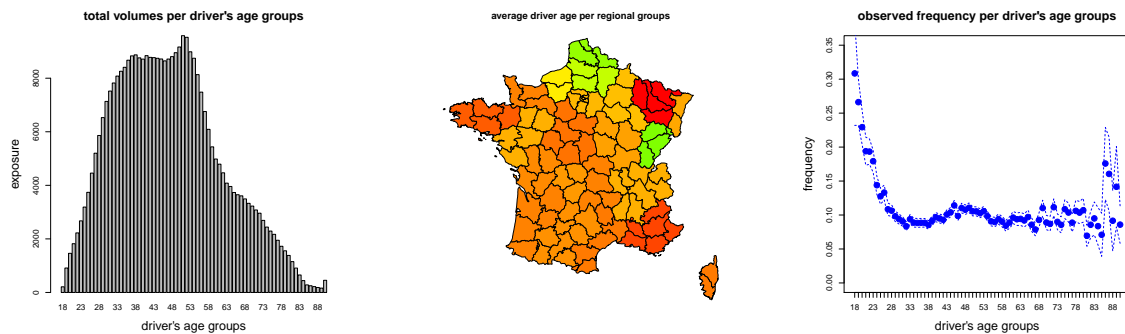 total volumes per driver's age groups
exposure
8000
6000
4000
2000
0
18 23 28 33 38 43 48 53 58 63 68 73 78 83 88
driver's age groups
average driver age per regional groups
observed frequency per driver's age groups
frequency
0.35
0.30
0.25
0.20
0.15
0.10
0.05
0.00
18 23 28 33 38 43 48 53 58 63 68 73 78 83 88
driver's age groups